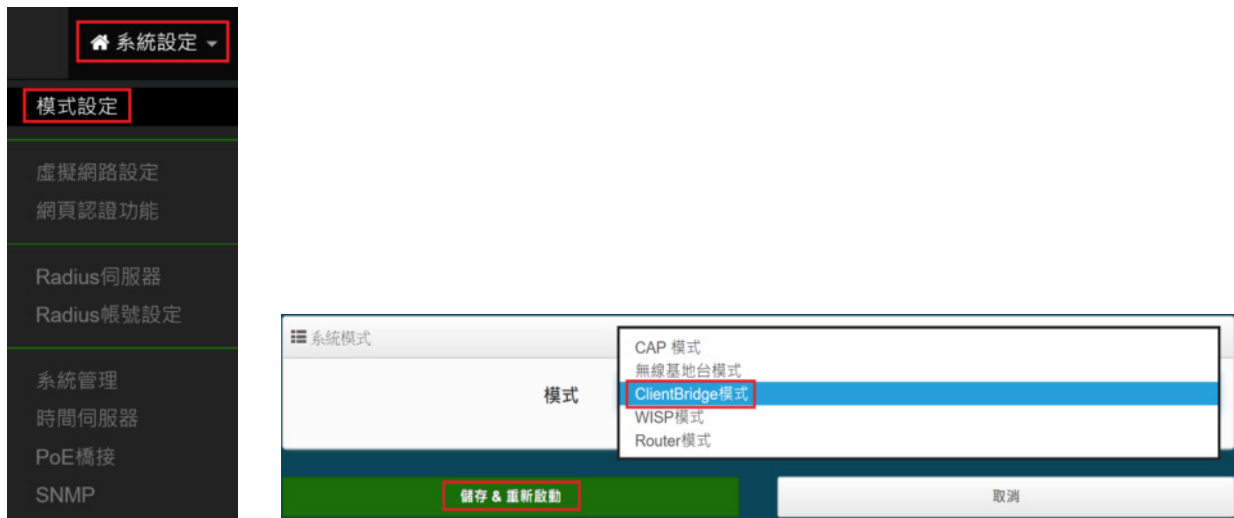 系統設定
模式設定
虛擬網路設定
網頁認證功能
Radius伺服器
Radius帳號設定
系統管理
時間伺服器
PoE橋接
SNMP
系統模式
模式
CAP 模式
無線基地台模式
ClientBridge模式
WISP模式
Router模式
儲存 & 重新啟動
取消